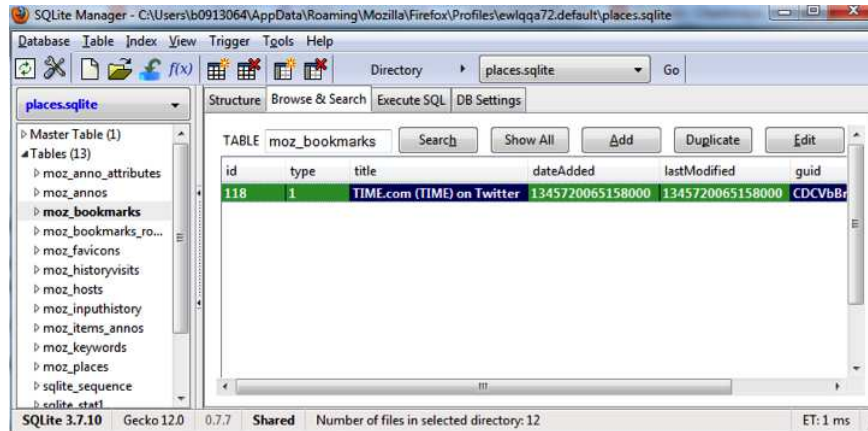 SQLite Manager - C:\Users\b0913064\AppData\Roaming\Mozilla\Firefox\Profiles\ewlqqa72.default\places.sqlite
Database Table Index View Trigger Tools Help
f(x) Directory places.sqlite Go
places.sqlite
Structure Browse & Search Execute SQL DB Settings
Master Table (1)
Tables (13)
moz_anno_attributes
moz_annos
moz_bookmarks
moz_bookmarks_ro...
moz_favicons
moz_historyvisits
moz_hosts
moz_inputhistory
moz_items_annos
moz_keywords
moz_places
sqlite_sequence
sqlite_stat1
TABLE moz_bookmarks Search Show All Add Duplicate Edit
id type title dateAdded lastModified guid
118 1 TIME.com (TIME) on Twitter 1345720065158000 1345720065158000 CDCVbBr
SQLite 3.7.10 Gecko 12.0 0.7.7 Shared Number of files in selected directory: 12 ET: 1 ms